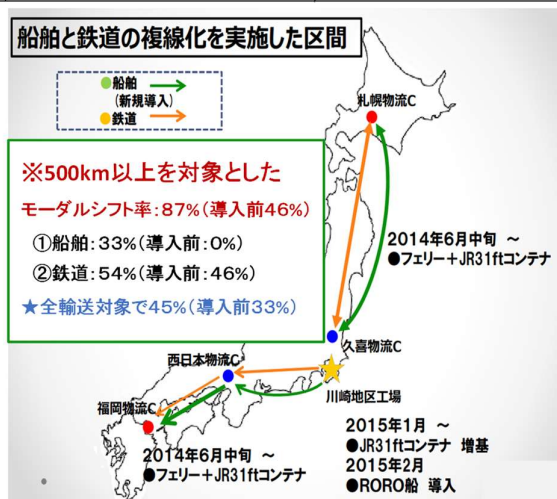 船舶と鉄道の複線化を実施した区間
●船舶
(新規導入)
●鉄道
札幌物流C
※500km以上を対象とした
モーダルシフト率:87%(導入前46%)
①船舶:33%(導入前:0%)
②鉄道:54%(導入前:46%)
★全輸送対象で45%(導入前33%)
2014年6月中旬 ~
●フェリー+JR31ftコンテナ
久喜物流C
西日本物流C
川崎地区工場
福岡物流C
2015年1月 ~
●JR31ftコンテナ 増基
2015年2月
●RORO船 導入
2014年6月中旬 ~
●フェリー+JR31ftコンテナ